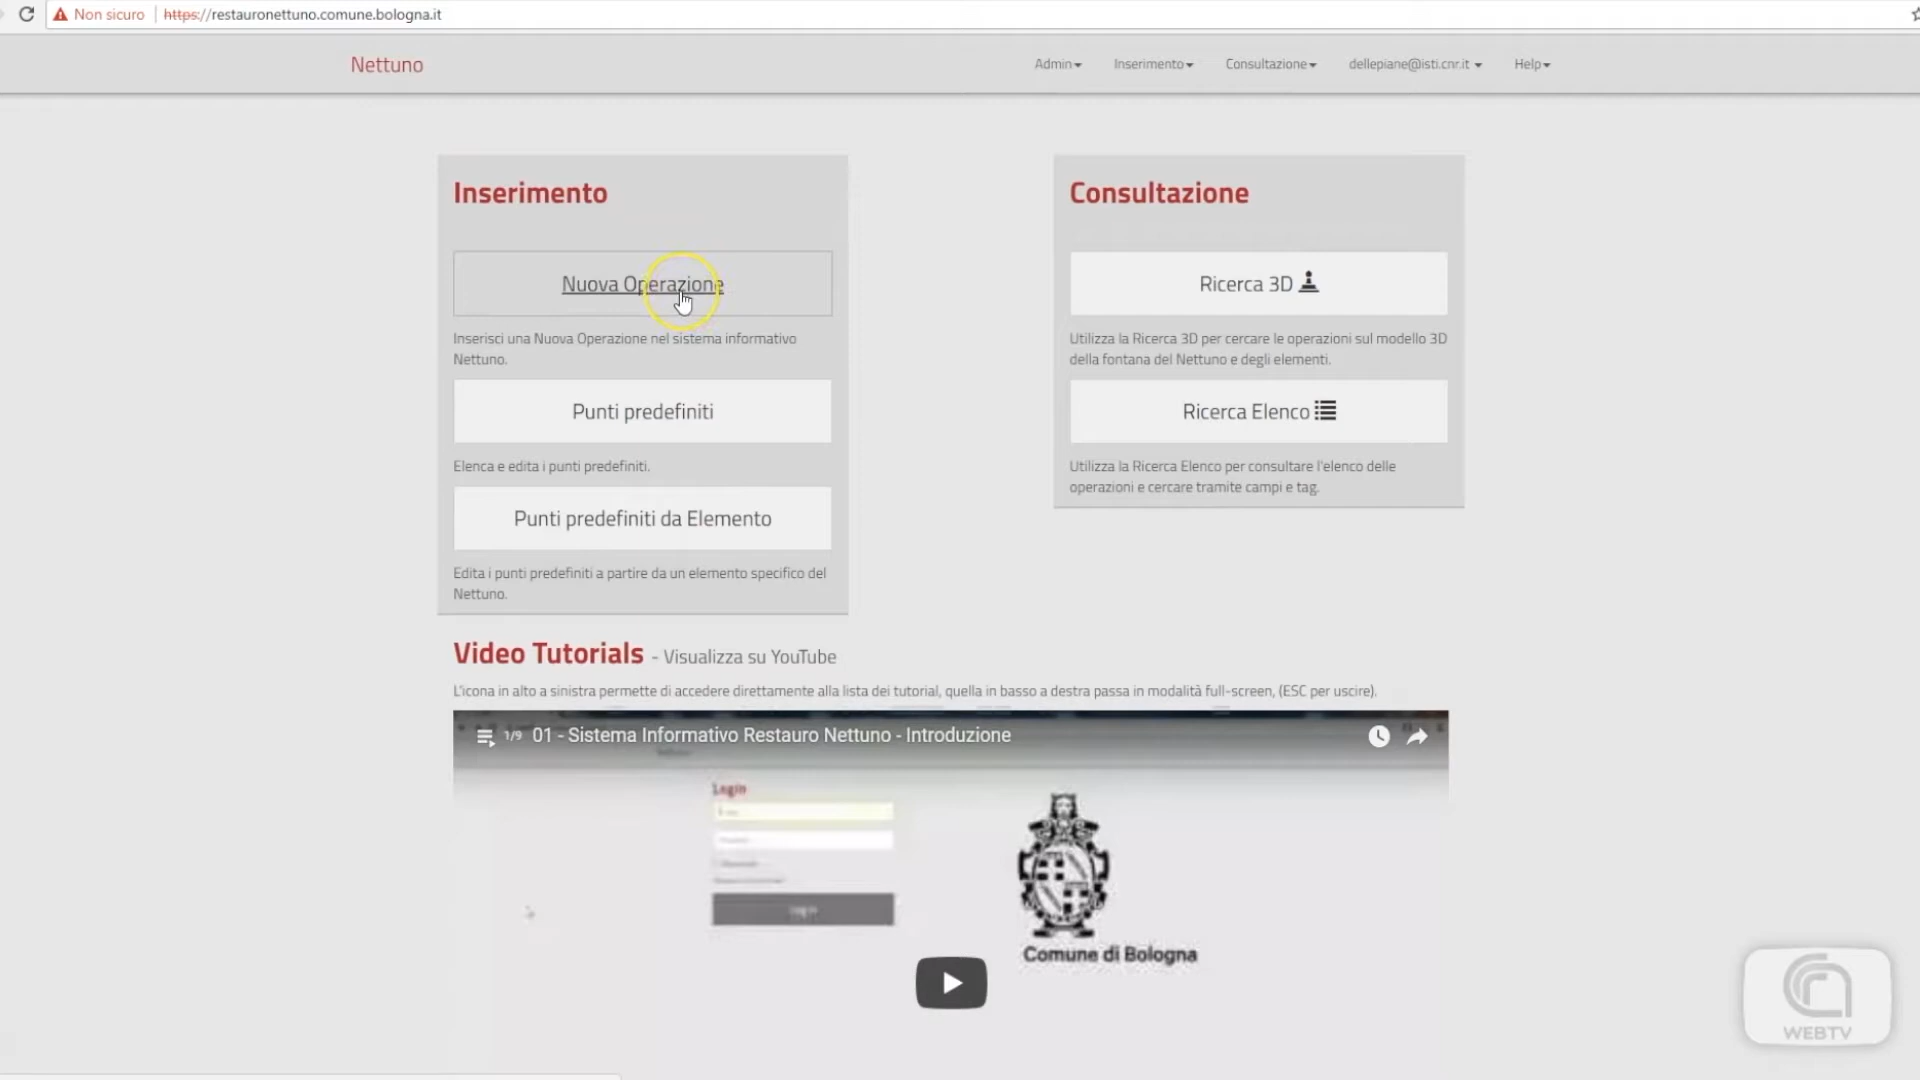 Non sicuro https://restauronettuno.comune.bologna.it
Nettuno Admin Inserimento Consultazione dellepiane@isti.cnr.it Help
Inserimento
Nuova Operazione
Inserisci una Nuova Operazione nel sistema informativo
Nettuno.
Punti predefiniti
Elenca e edita i punti predefiniti.
Punti predefiniti da Elemento
Edita i punti predefiniti a partire da un elemento specifico del
Nettuno.
Consultazione
Ricerca 3D
Utilizza la Ricerca 3D per cercare le operazioni sul modello 3D
della fontana del Nettuno e degli elementi.
Ricerca Elenco
Utilizza la Ricerca Elenco per consultare l'elenco delle
operazioni e cercare tramite campi e tag.
Video Tutorials - Visualizza su YouTube
L'icona in alto a sinistra permette di accedere direttamente alla lista dei tutorial, quella in basso a destra passa in modalità full-screen, (ESC per uscire).
1/9 01 - Sistema Informativo Restauro Nettuno - Introduzione
Login
Comune di Bologna
WEBTV